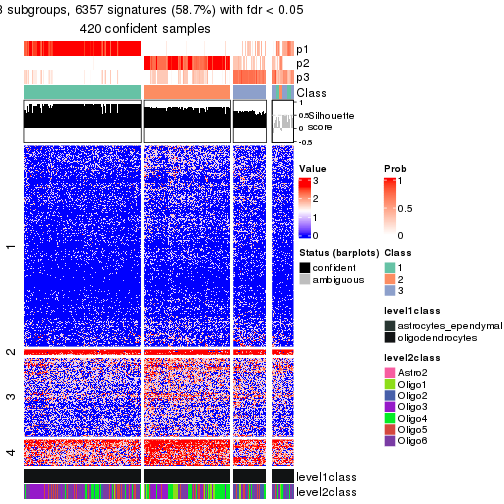 3 subgroups, 6357 signatures (58.7%) with fdr < 0.05
420 confident samples
p1
p2
p3
Class
1
0.5
0
-0.5
Silhouette
score
1
2
3
4
level1class
level2class
Value
3
2
1
0
Prob
1
0.5
0
Status (barplots)
confident
ambiguous
Class
1
2
3
level1class
astrocytes_ependymal
oligodendrocytes
level2class
Astro2
Oligo1
Oligo2
Oligo3
Oligo4
Oligo5
Oligo6